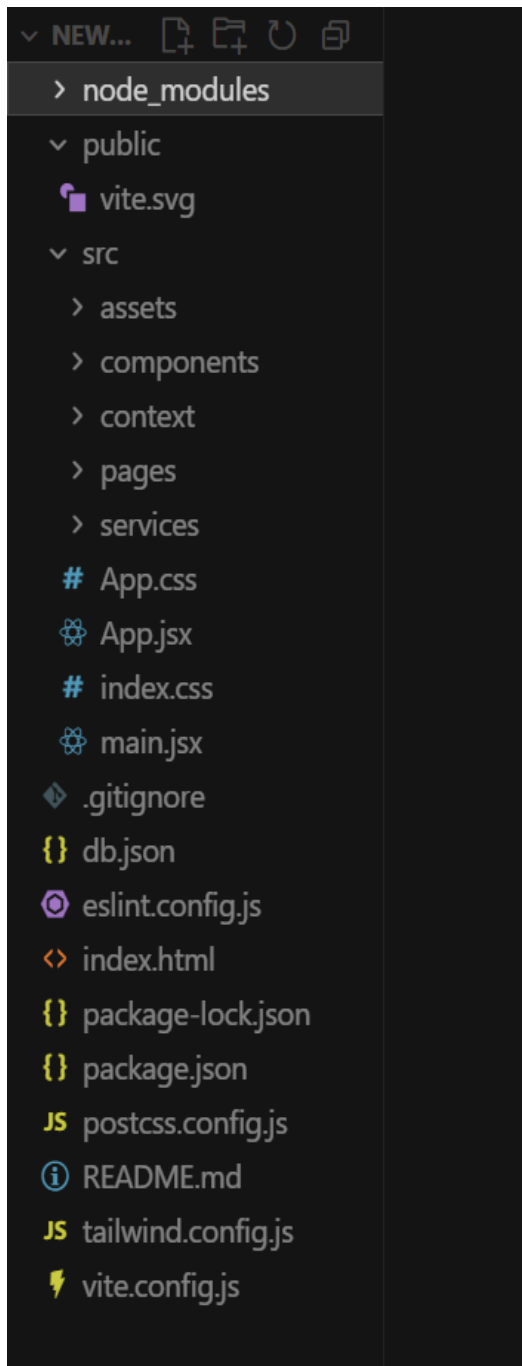 NEW...
node_modules
public
vite.svg
src
assets
components
context
pages
services
# App.css
App.jsx
# index.css
main.jsx
.gitignore
{} db.json
eslint.config.js
<> index.html
{} package-lock.json
{} package.json
JS postcss.config.js
README.md
JS tailwind.config.js
vite.config.js